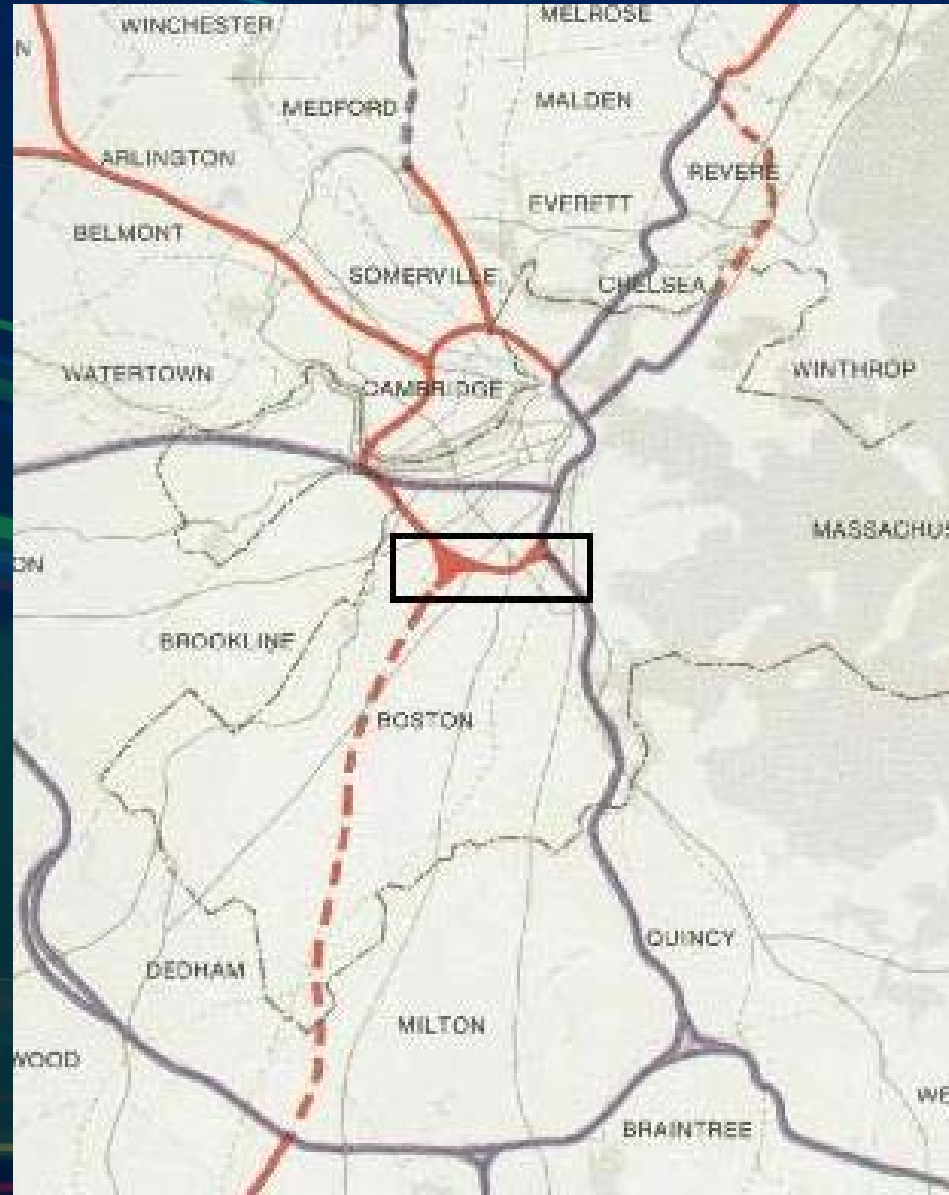 WINCHESTER
MELROSE
N
MEDFORD
MALDEN
ARLINGTON
REVERE
EVERETT
BELMONT
SOMERVILLE
CHELSEA
WATERTOWN
CAMBRIDGE
WINTHROP
MASSACHUS
ON
BROOKLINE
BOSTON
QUINCY
DEDHAM
MILTON
WOOD
WE
BRAINTREE